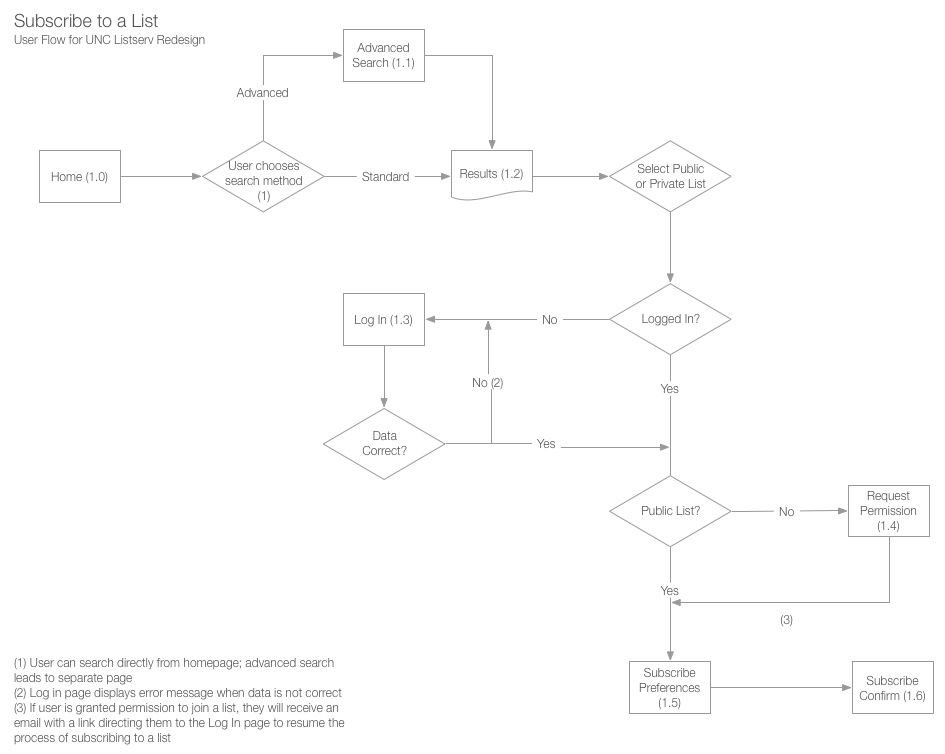 Subscribe to a List
User Flow for UNC Listserv Redesign
Advanced
Search (1.1)
Advanced
Home (1.0)
User chooses
search method
(1)
Standard
Results (1.2)
Select Public
or Private List
Log In (1.3)
No
Logged In?
No (2)
Yes
Data
Correct?
Yes
Public List?
No
Request
Permission
(1.4)
Yes
(3)
Subscribe
Preferences
(1.5)
Subscribe
Confirm (1.6)
(1) User can search directly from homepage; advanced search
leads to separate page
(2) Log in page displays error message when data is not correct
(3) If user is granted permission to join a list, they will receive an
email with a link directing them to the Log In page to resume the
process of subscribing to a list